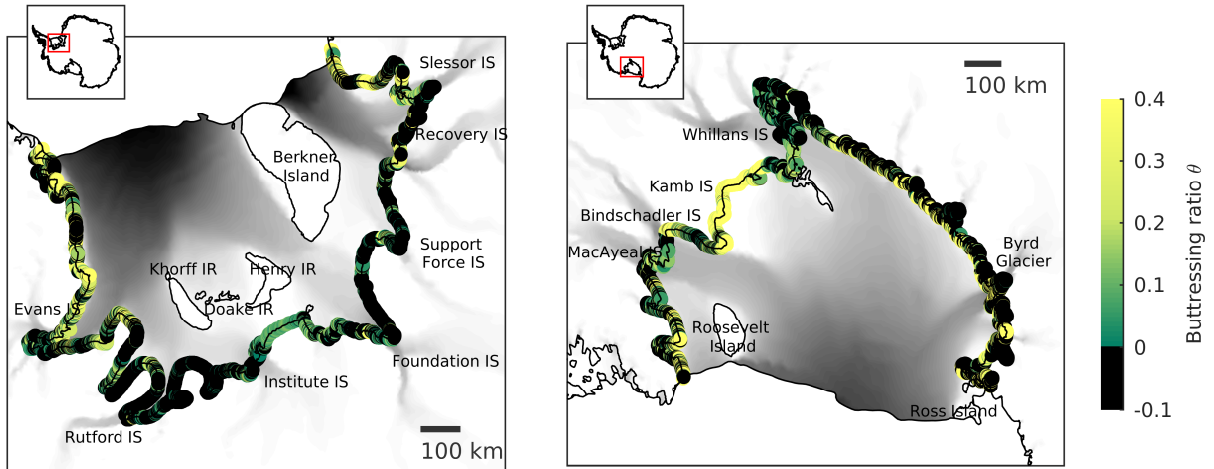 Slessor IS
Recovery IS
Berkner
Island
Support
Force IS
Khorff IR
Henry IR
Doake IR
Evans IS
Foundation IS
Institute IS
Rutford IS
100 km
100 km
Whillans IS
Kamb IS
Bindschadler IS
MacAyeal IS
Byrd
Glacier
Roosevelt
Island
Ross Island
0.4
0.3
0.2
0.1
0
-0.1
Buttressing ratio θ